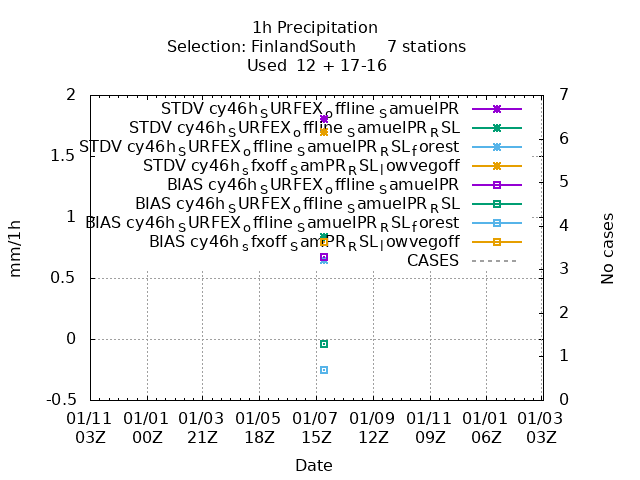 1h Precipitation
Selection: FinlandSouth 7 stations
Used 12 + 17-16
2
1.5
1
0.5
0
-0.5
mm/1h
7
6
5
4
3
2
1
0
No cases
STDV cy46h_SURFEX_offline_SamuelPR
STDV cy46h_SURFEX_offline_SamuelPR_RSL
STDV cy46h_SURFEX_offline_SamuelPR_RSL_forest
STDV cy46h_sfxoff_SamPR_RSL_lowvegoff
BIAS cy46h_SURFEX_offline_SamuelPR
BIAS cy46h_SURFEX_offline_SamuelPR_RSL
BIAS cy46h_SURFEX_offline_SamuelPR_RSL_forest
BIAS cy46h_sfxoff_SamPR_RSL_lowvegoff
CASES
01/11 01/01 01/03 01/05 01/07 01/09 01/11 01/01 01/03
03Z 00Z 21Z 18Z 15Z 12Z 09Z 06Z 03Z
Date